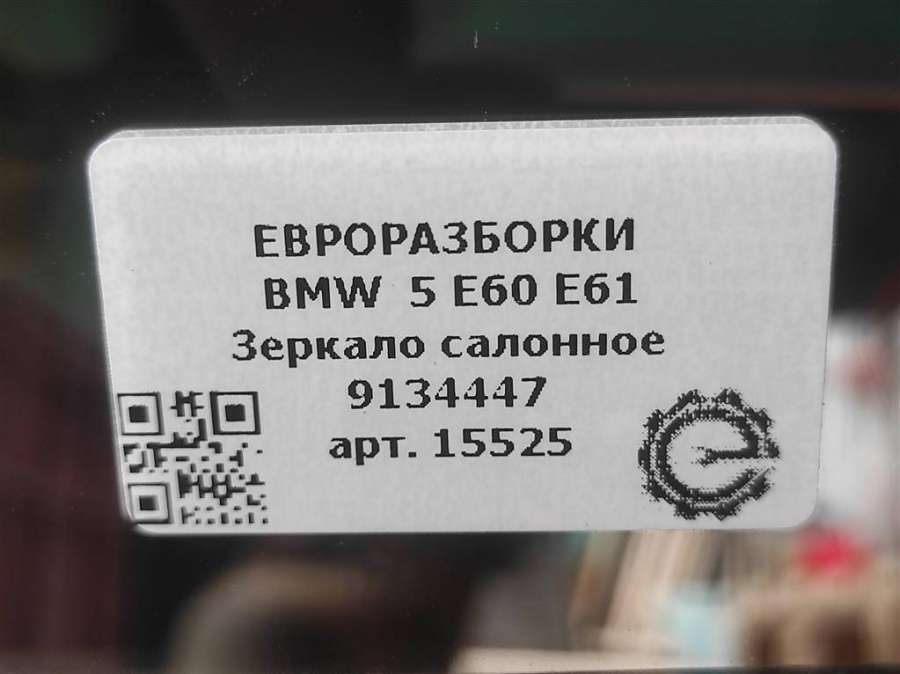 ЕВРОРАЗБОРКИ
BMW 5 E60 E61
Зеркало салонное
9134447
арт. 15525